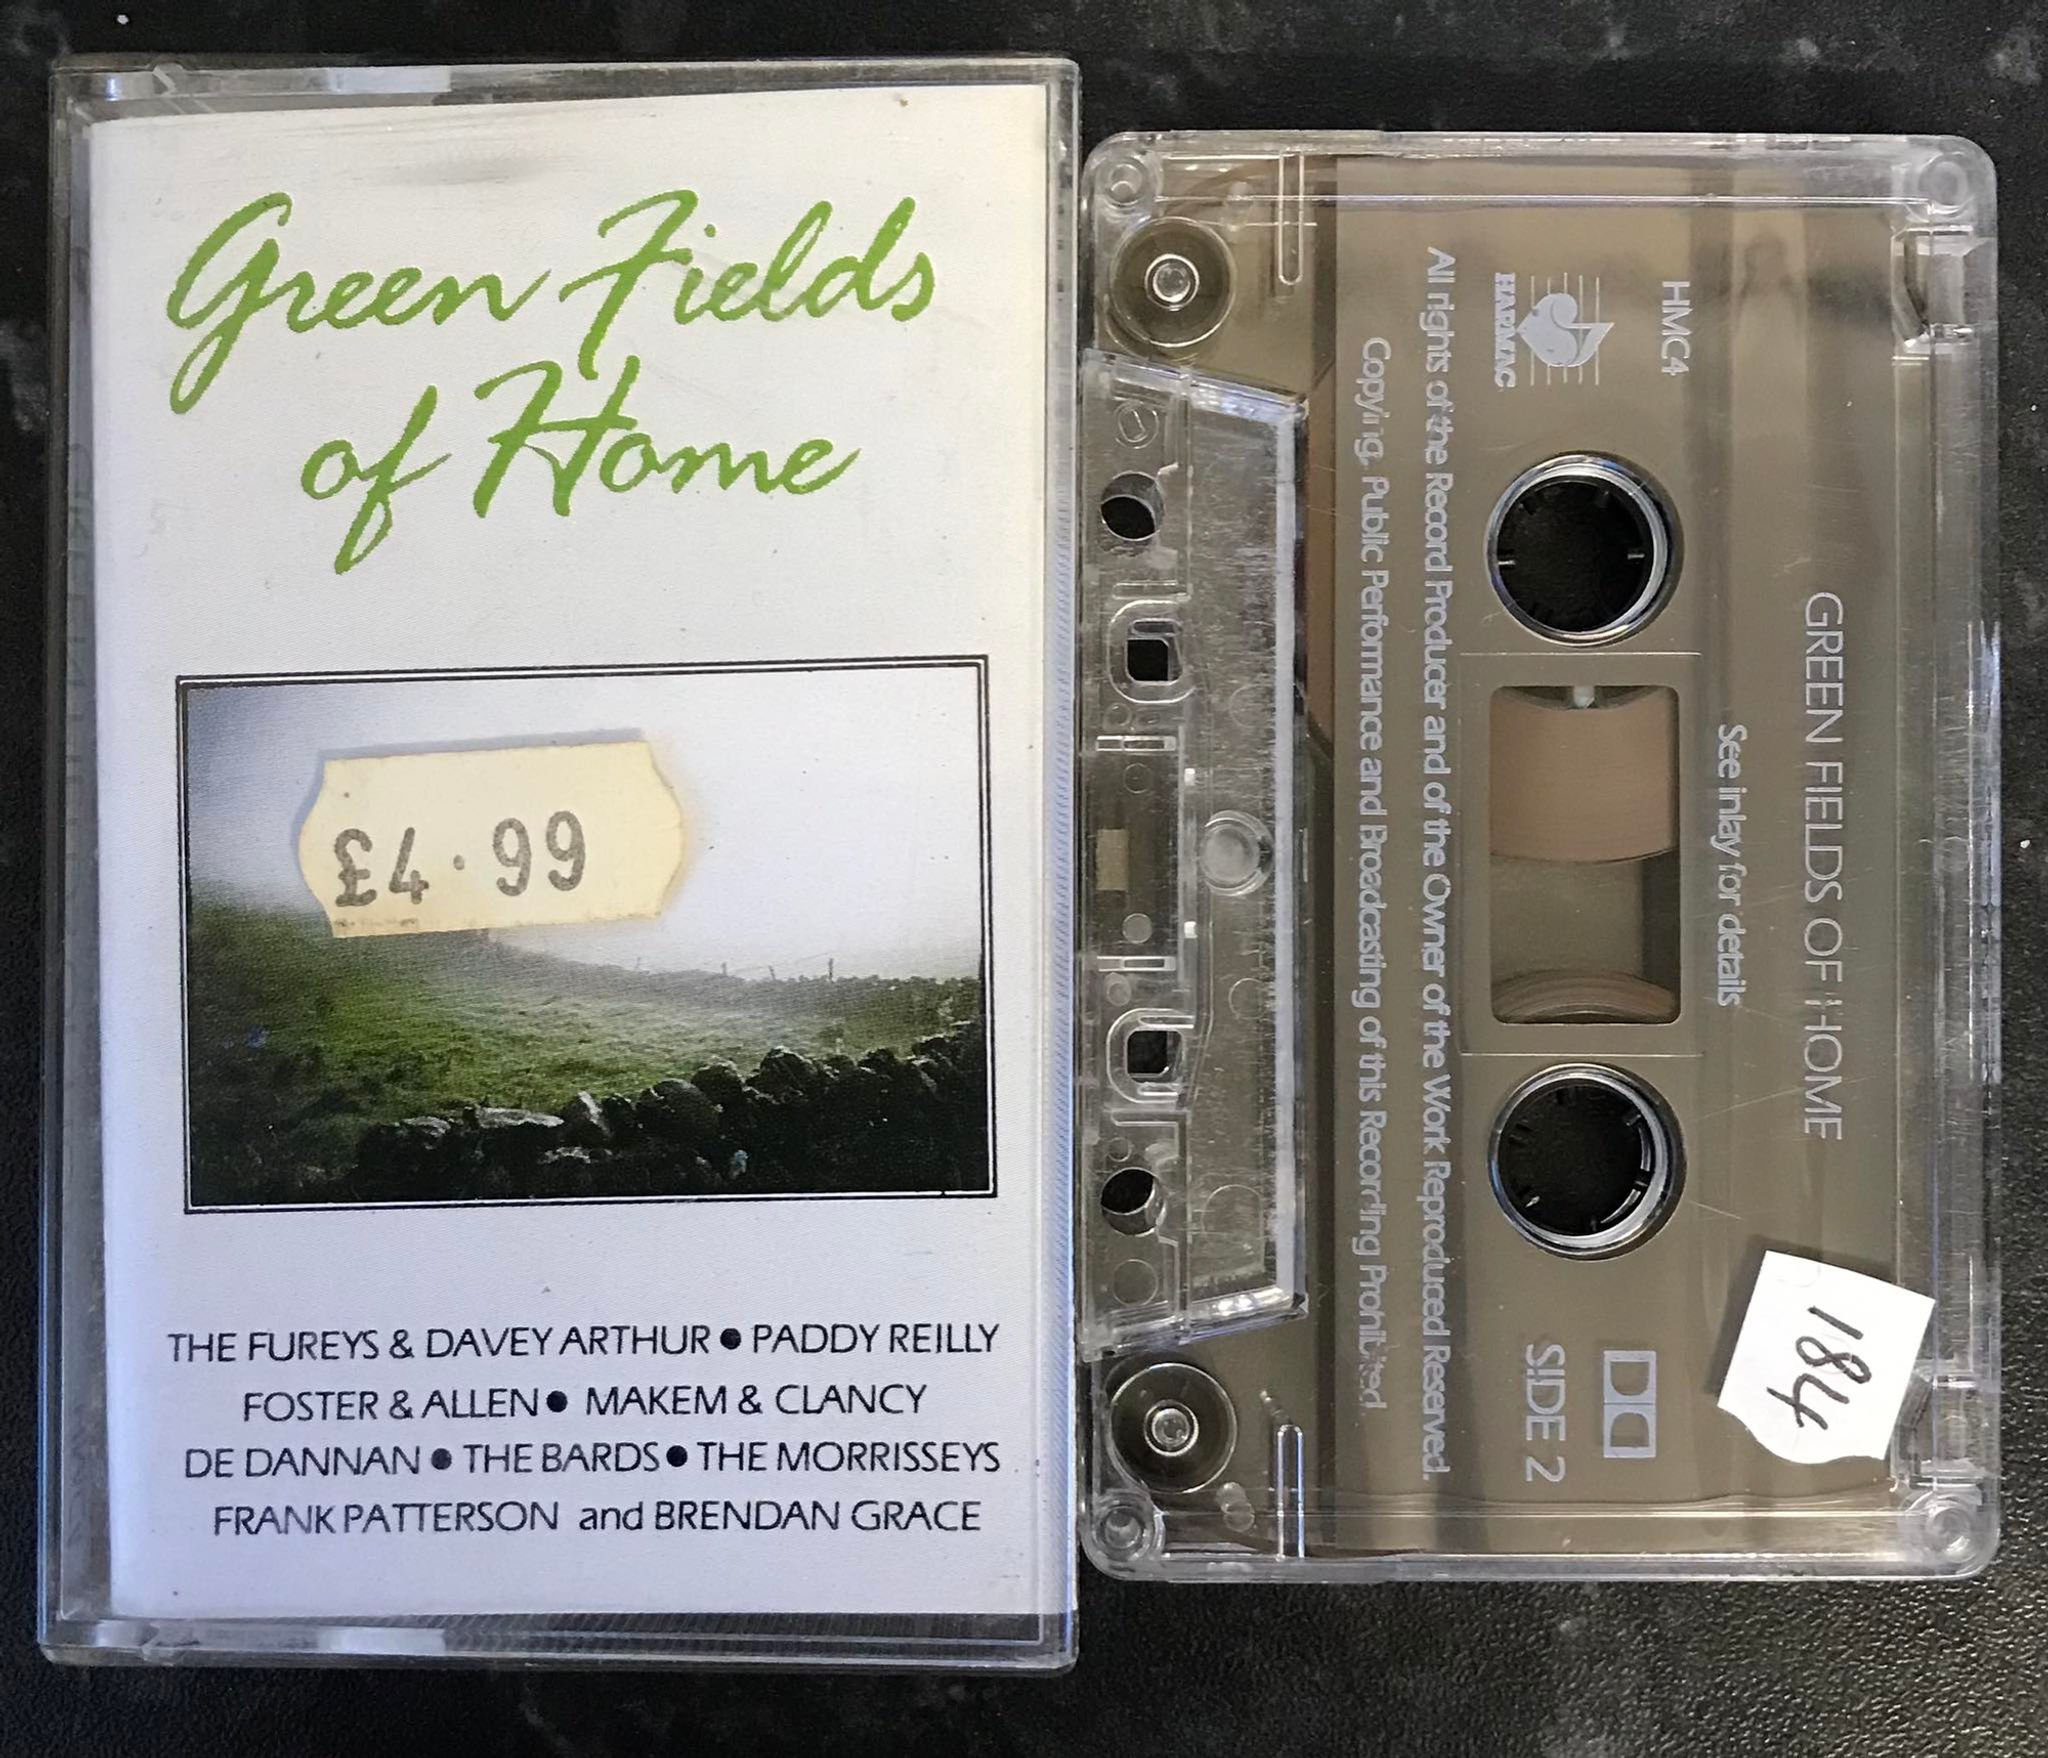 Green Fields
of Home
£4.99
THE FUREYS & DAVEY ARTHUR ● PADDY REILLY
FOSTER & ALLEN ● MAKEM & CLANCY
DE DANNAN ● THE BARDS ● THE MORRISSEYS
FRANK PATTERSON and BRENDAN GRACE
GREEN FIELDS OF HOME
See inlay for details
HMC4
HARMAC
SIDE 2
184
All rights of the Record Producer and of the Owner of the Work Reproduced Reserved.
Copying, Public Performance and Broadcasting of this Recording Prohibited